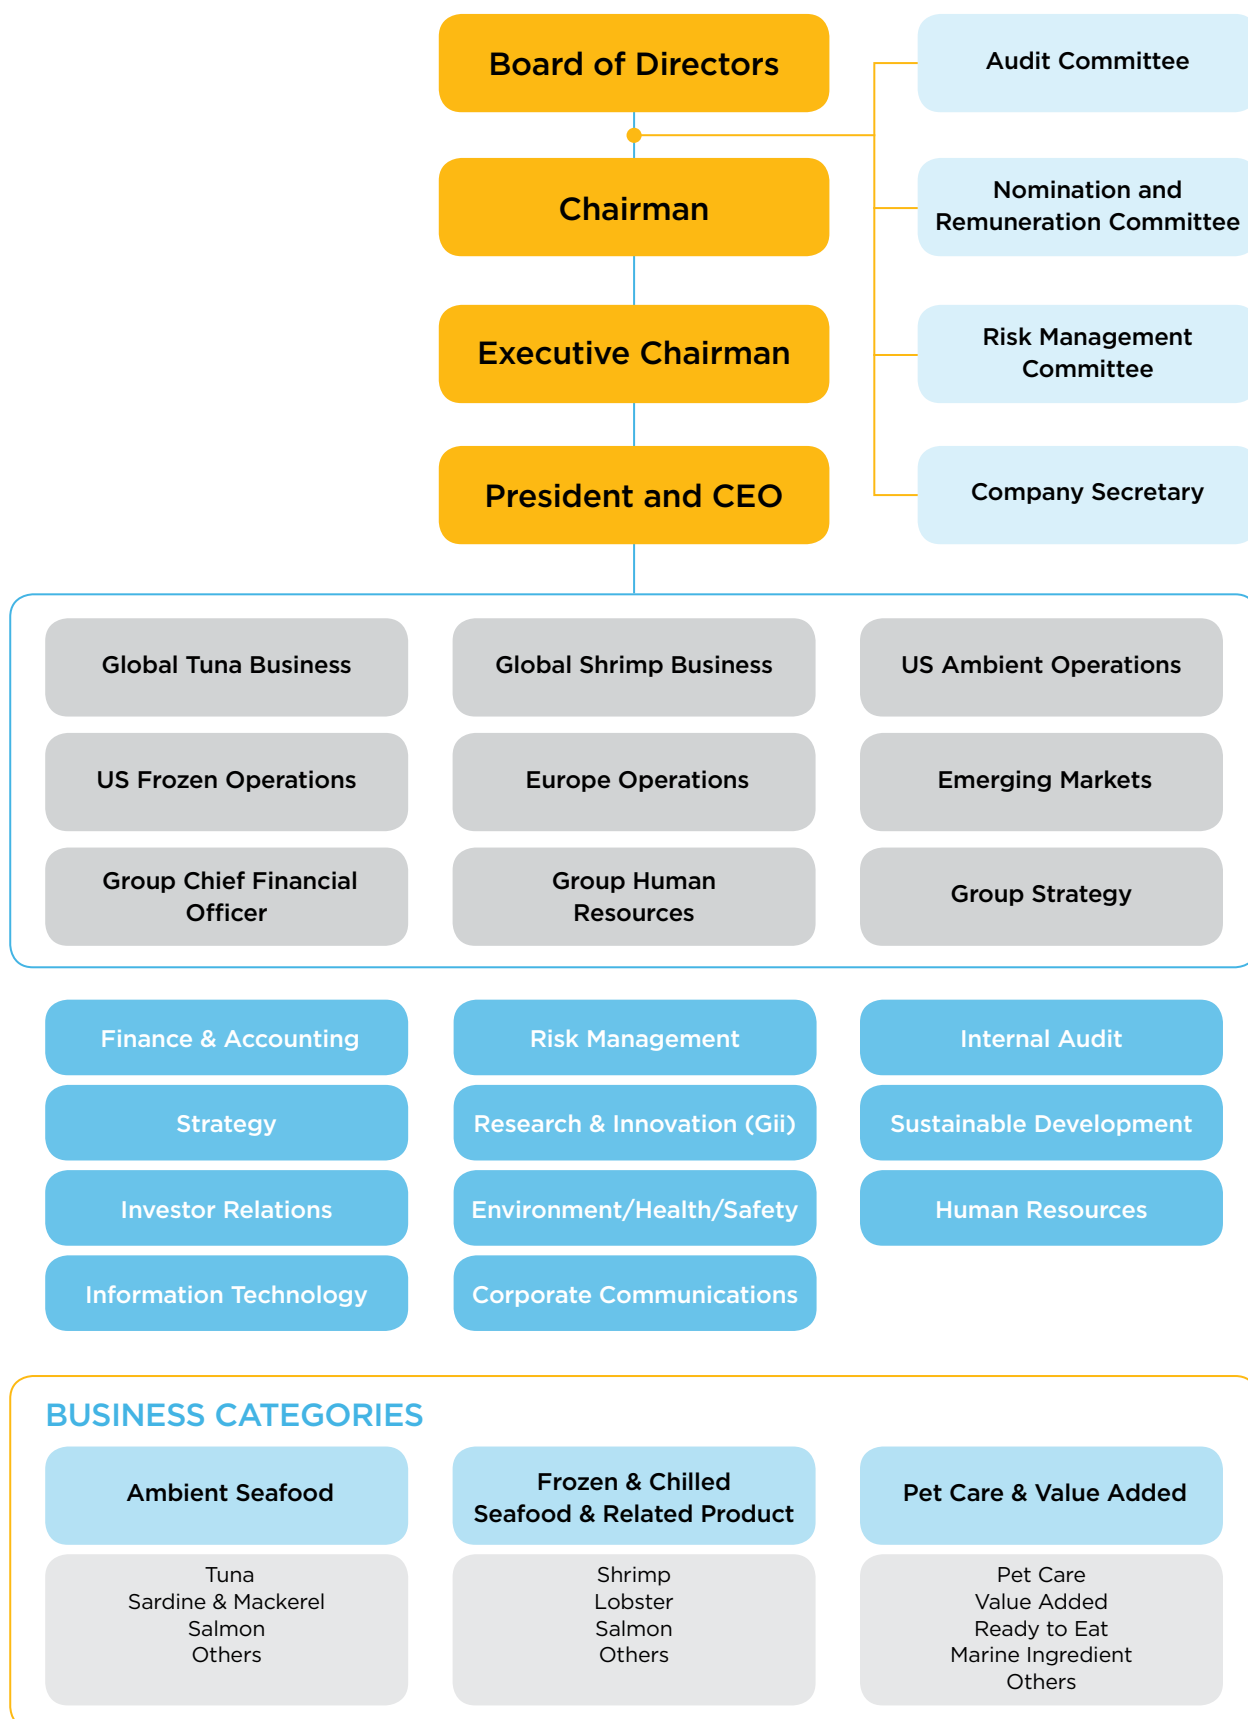 Board of Directors
Audit Committee
Chairman
Nomination and
Remuneration Committee
Executive Chairman
Risk Management
Committee
President and CEO
Company Secretary
Global Tuna Business
Global Shrimp Business
US Ambient Operations
US Frozen Operations
Europe Operations
Emerging Markets
Group Chief Financial
Officer
Group Human
Resources
Group Strategy
Finance & Accounting
Risk Management
Internal Audit
Strategy
Research & Innovation (Gii)
Sustainable Development
Investor Relations
Environment/Health/Safety
Human Resources
Information Technology
Corporate Communications
BUSINESS CATEGORIES
Ambient Seafood
Frozen & Chilled
Seafood & Related Product
Pet Care & Value Added
Tuna
Sardine & Mackerel
Salmon
Others
Shrimp
Lobster
Salmon
Others
Pet Care
Value Added
Ready to Eat
Marine Ingredient
Others